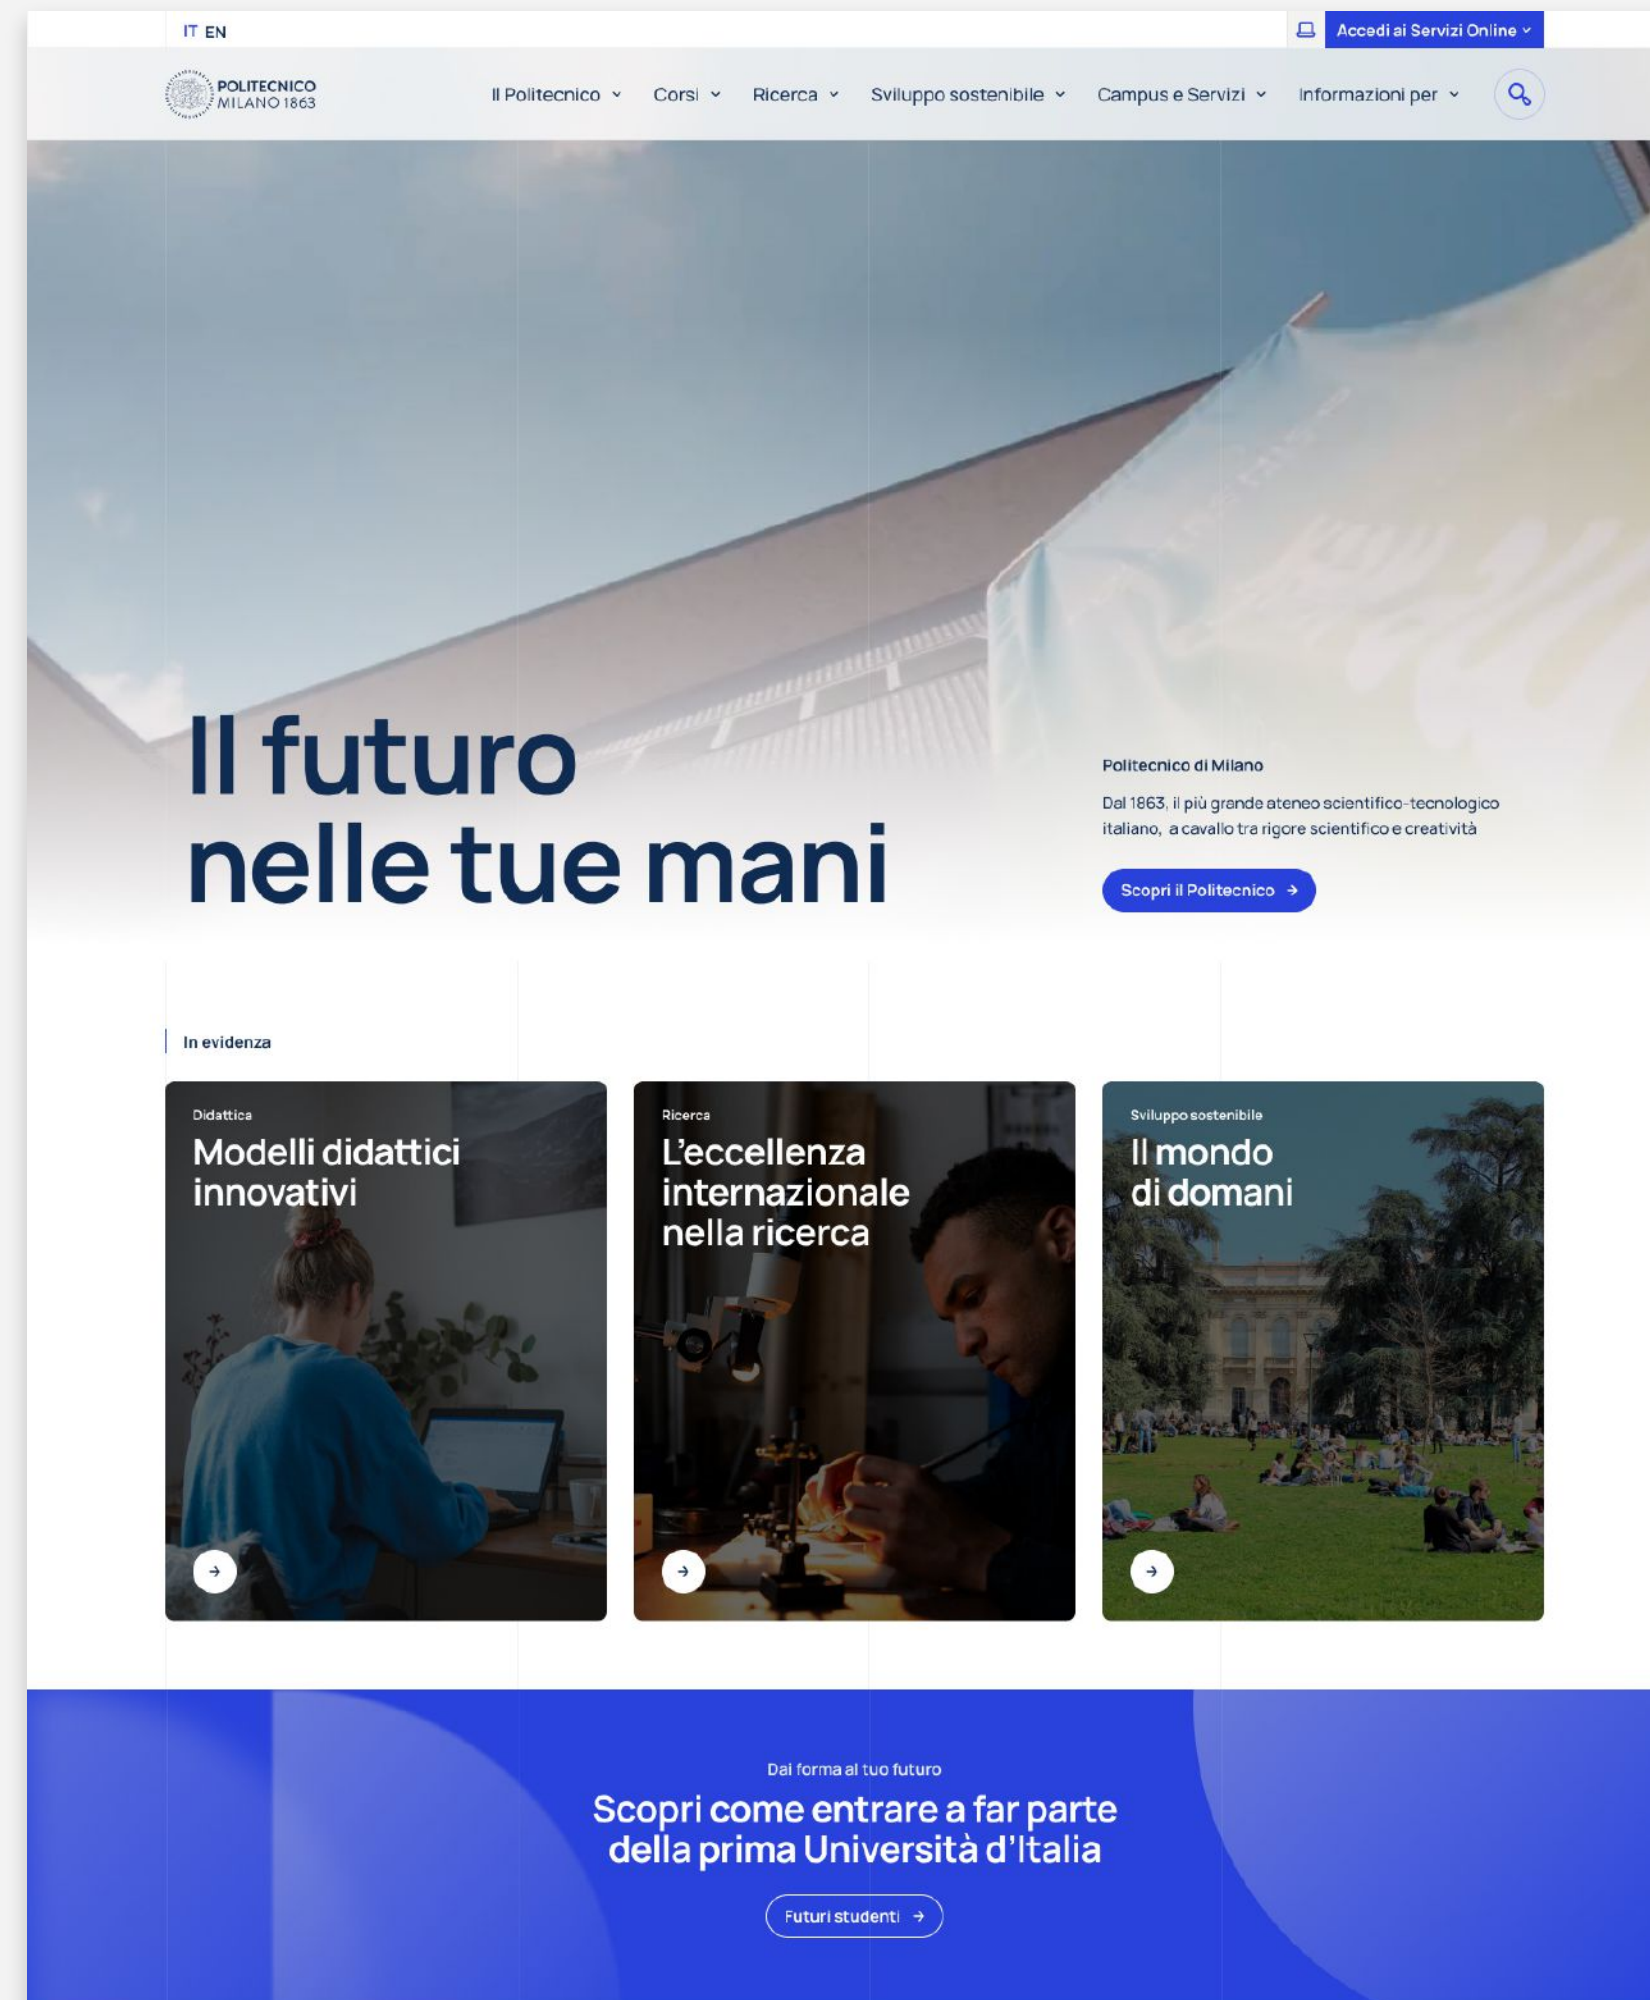 IT EN
Accedi ai Servizi Online
POLITECNICO
MILANO 1863
Il Politecnico
Corsi
Ricerca
Sviluppo sostenibile
Campus e Servizi
Informazioni per
Il futuro
nelle tue mani
Politecnico di Milano
Dal 1863, il più grande ateneo scientifico-tecnologico
italiano, a cavallo tra rigore scientifico e creatività
Scopri il Politecnico →
In evidenza
Didattica
Modelli didattici
innovativi
Ricerca
L'eccellenza
internazionale
nella ricerca
Sviluppo sostenibile
Il mondo
di domani
Dai forma al tuo futuro
Scopri come entrare a far parte
della prima Università d'Italia
Futuri studenti →